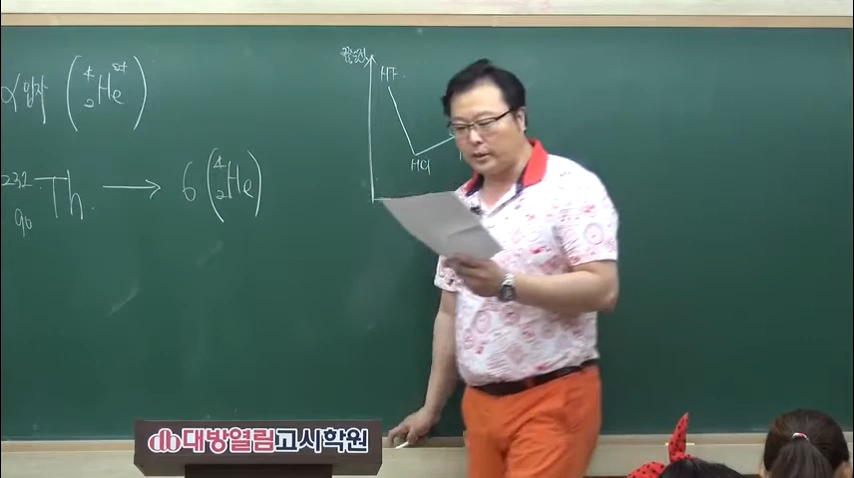 α입자 (⁴₂He²⁺)
²³²₉₀Th → 6(⁴₂He)
끓는점
HF
HCl
대방열림고시학원